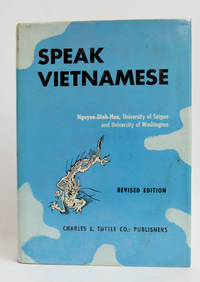 SPEAK
VIETNAMESE
Nguyen-Dinh-Hoa, University of Saigon
and University of Washington
REVISED EDITION
CHARLES E. TUTTLE CO.: PUBLISHERS